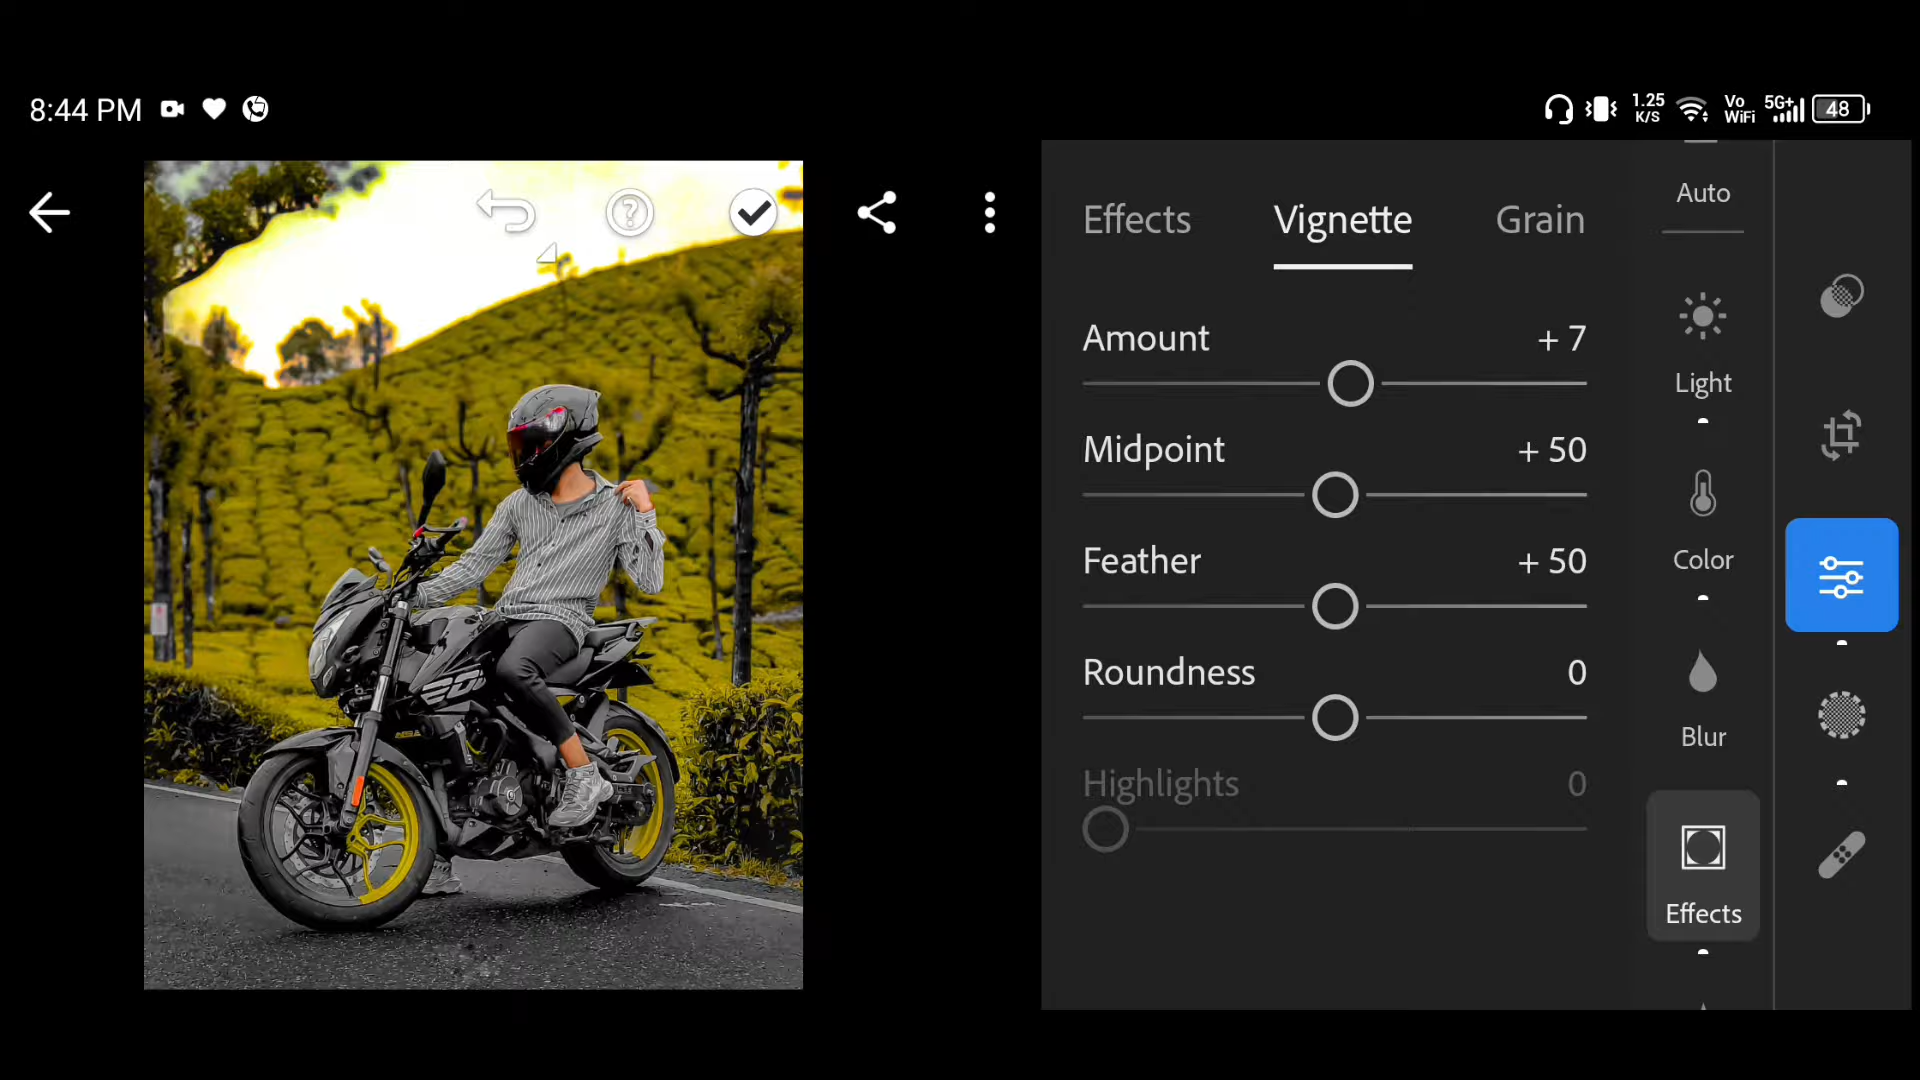 8:44 PM
1.25
K/S
Vo
WiFi
5G+
48
Effects
Vignette
Grain
Auto
Amount
+ 7
Light
Midpoint
+ 50
Color
Feather
+ 50
Roundness
0
Blur
Highlights
0
Effects
200